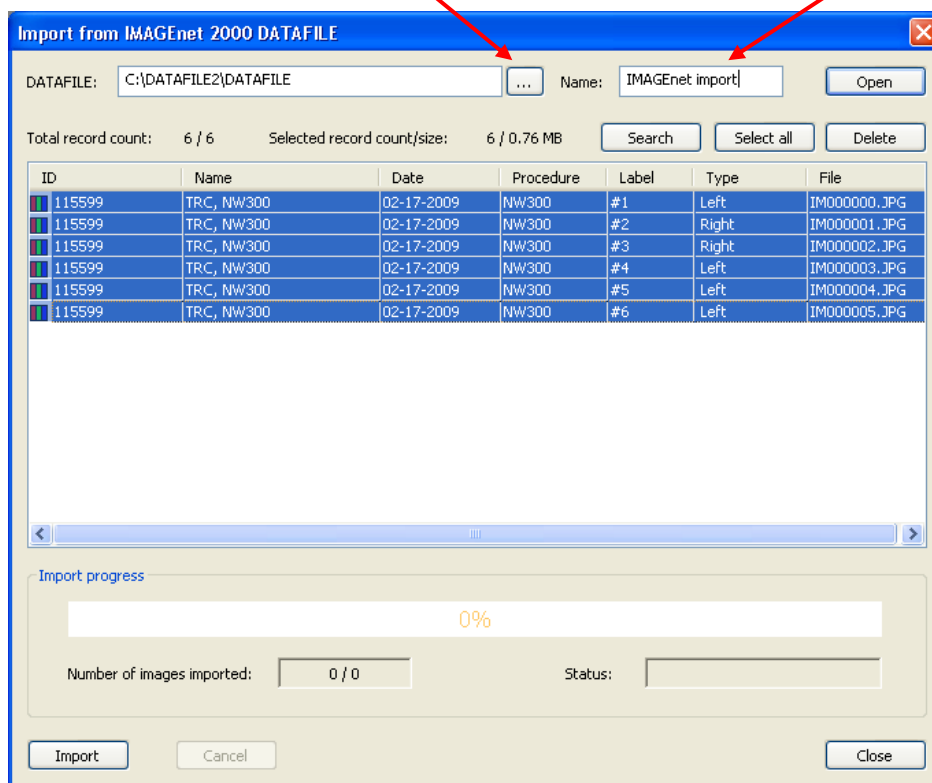 Import from IMAGEnet 2000 DATAFILE
DATAFILE: C:\DATAFILE2\DATAFILE ... Name: IMAGEnet import Open
Total record count: 6 / 6 Selected record count/size: 6 / 0.76 MB Search Select all Delete
ID Name Date Procedure Label Type File
115599 TRC, NW300 02-17-2009 NW300 #1 Left IM000000.JPG
115599 TRC, NW300 02-17-2009 NW300 #2 Right IM000001.JPG
115599 TRC, NW300 02-17-2009 NW300 #3 Right IM000002.JPG
115599 TRC, NW300 02-17-2009 NW300 #4 Left IM000003.JPG
115599 TRC, NW300 02-17-2009 NW300 #5 Left IM000004.JPG
115599 TRC, NW300 02-17-2009 NW300 #6 Left IM000005.JPG
Import progress
0%
Number of images imported: 0 / 0 Status:
Import Cancel Close